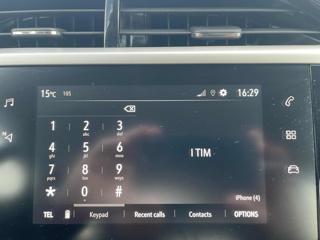 15°C 105 16:29
1 2 abc 3 def
4 ghi 5 jkl 6 mno
7 pqrs 8 tuv 9 wxyz
* 0 #
I TIM
iPhone (4)
TEL Keypad Recent calls Contacts OPTIONS